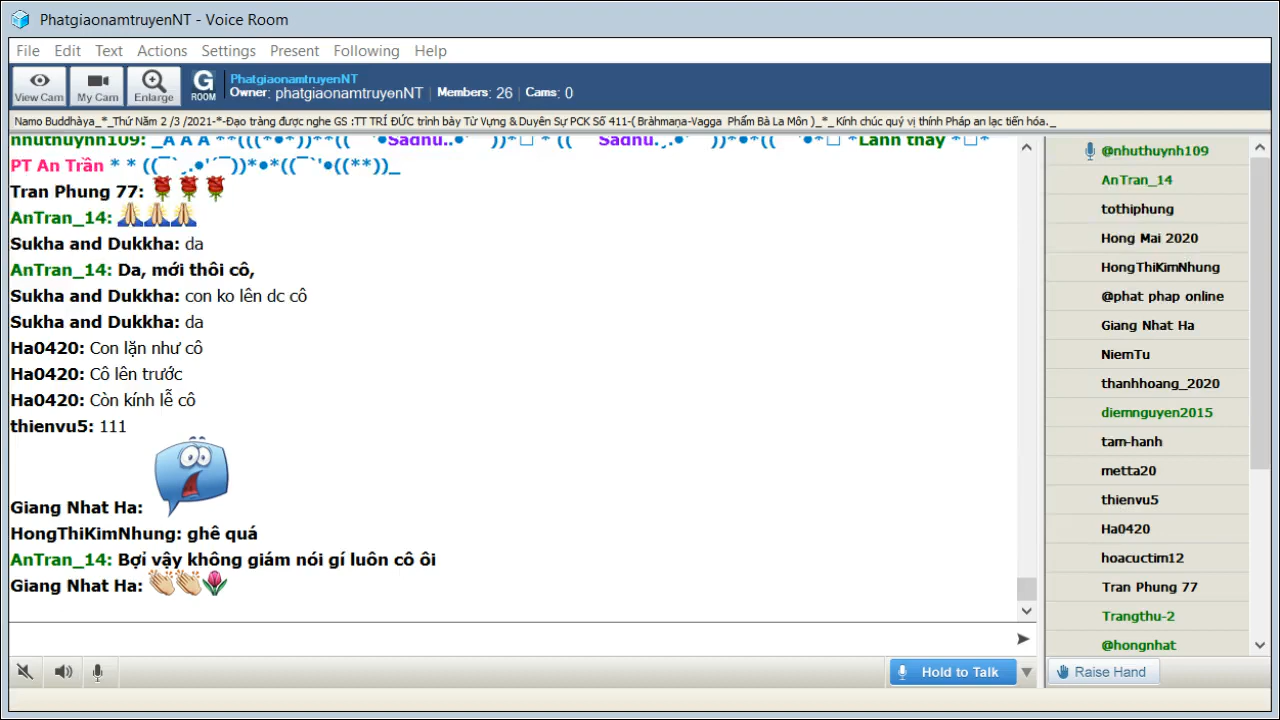 PhatgiaonamtruyenNT - Voice Room
File Edit Text Actions Settings Present Following Help
View Cam
My Cam
Enlarge
G ROOM
PhatgiaonamtruyenNT
Owner: phatgiaonamtruyenNT | Members: 26 | Cams: 0
Namo Buddhàya_*_Thứ Năm 2 /3 /2021-*-Đạo tràng được nghe GS :TT TRÍ ĐỨC trình bày Từ Vựng & Duyên Sự PCK Số 411-( Bràhmaṇa-Vagga Phẩm Bà La Môn )_*_ Kính chúc quý vị thính Pháp an lạc tiến hóa._
PT An Trần * *
Tran Phung 77:
AnTran_14:
Sukha and Dukkha: da
AnTran_14: Da, mới thôi cô,
Sukha and Dukkha: con ko lên dc cô
Sukha and Dukkha: da
Ha0420: Con lặn như cô
Ha0420: Cô lên trước
Ha0420: Còn kính lễ cô
thienvu5: 111
Giang Nhat Ha:
HongThiKimNhung: ghê quá
AnTran_14: Bợi vậy không giám nói gí luôn cô ôi
Giang Nhat Ha:
@nhuthuynh109
AnTran_14
tothiphung
Hong Mai 2020
HongThiKimNhung
@phat phap online
Giang Nhat Ha
NiemTu
thanhhoang_2020
diemnguyen2015
tam-hanh
metta20
thienvu5
Ha0420
hoacuctim12
Tran Phung 77
Trangthu-2
@hongnhat
Hold to Talk
Raise Hand